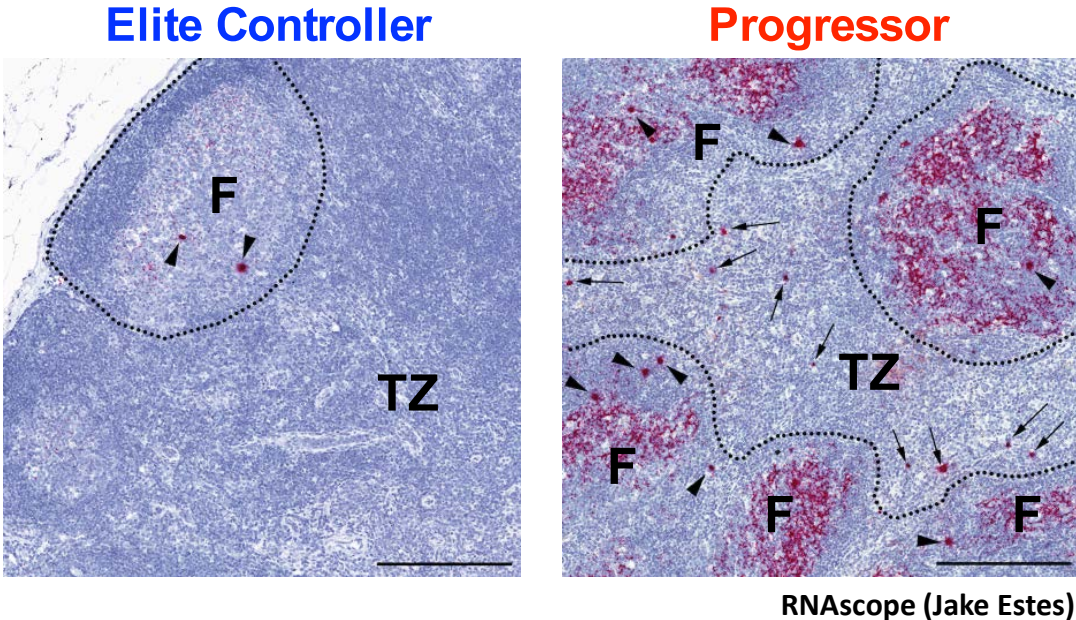 Elite Controller
Progressor
F
TZ
F
F
TZ
F
F
F
RNAscope (Jake Estes)